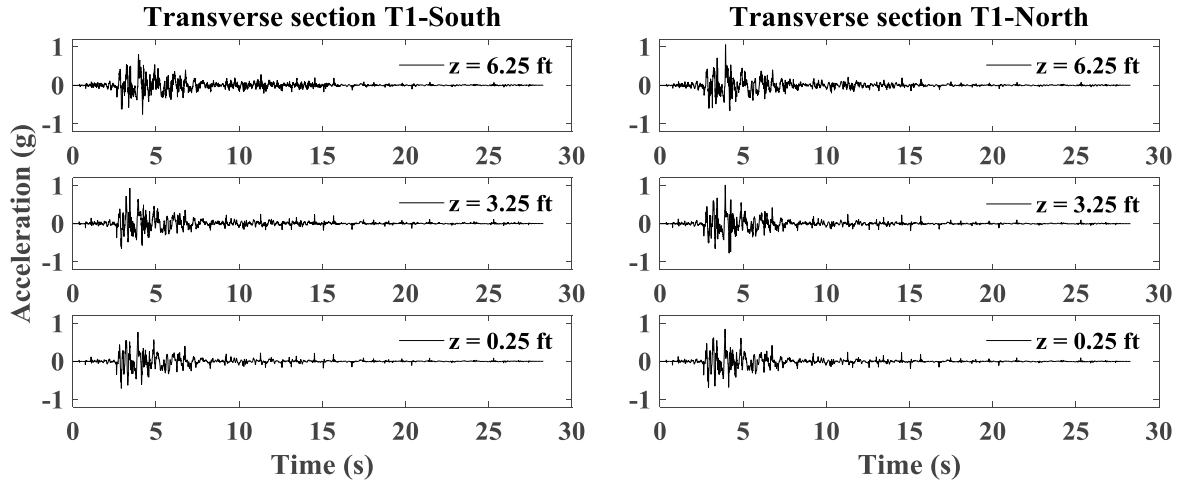 Transverse section T1-South
Transverse section T1-North
Acceleration (g)
1
0
-1
z = 6.25 ft
0 5 10 15 20 25 30
1
0
-1
z = 6.25 ft
0 5 10 15 20 25 30
1
0
-1
z = 3.25 ft
0 5 10 15 20 25 30
1
0
-1
z = 3.25 ft
0 5 10 15 20 25 30
1
0
-1
z = 0.25 ft
0 5 10 15 20 25 30
Time (s)
1
0
-1
z = 0.25 ft
0 5 10 15 20 25 30
Time (s)